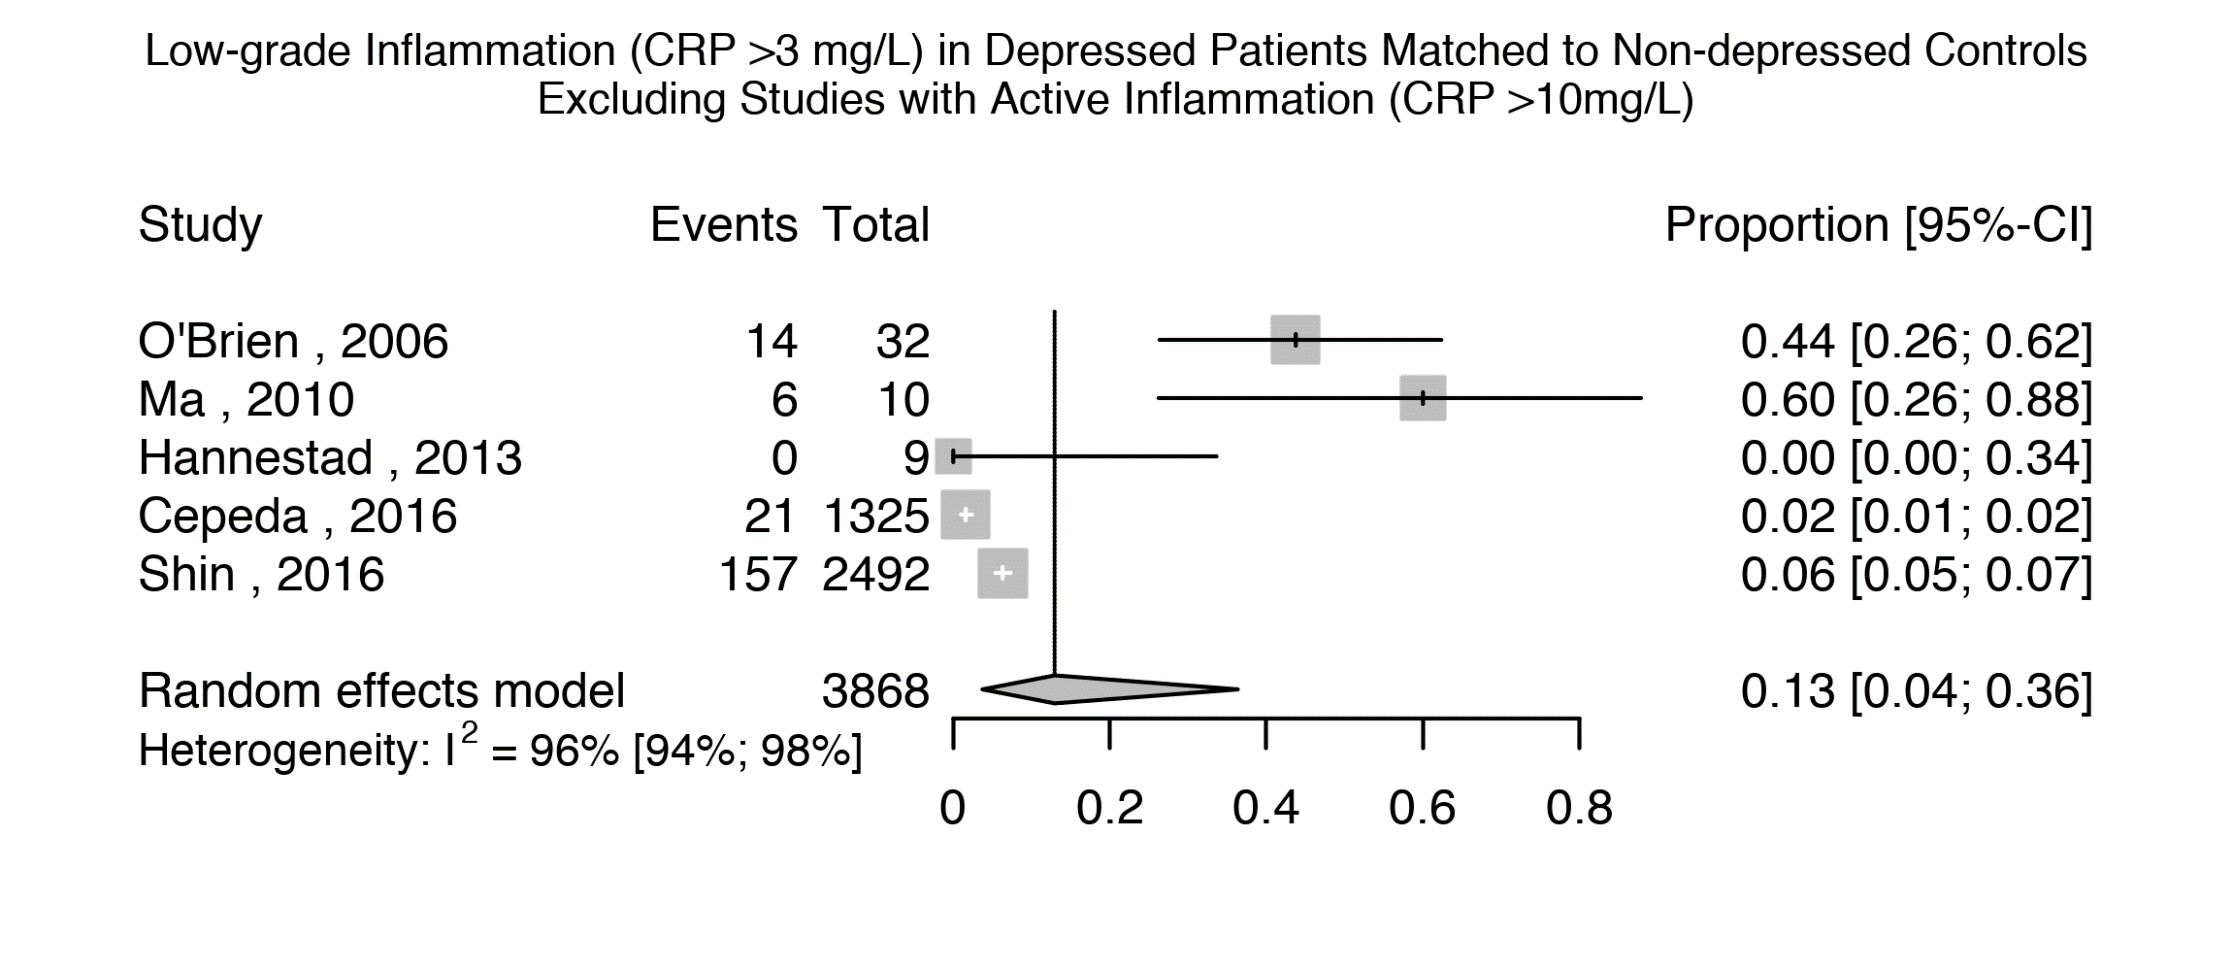 Low-grade Inflammation (CRP >3 mg/L) in Depressed Patients Matched to Non-depressed Controls
Excluding Studies with Active Inflammation (CRP >10mg/L)
Study Events Total Proportion [95%-CI]
O'Brien , 2006 14 32 0.44 [0.26; 0.62]
Ma , 2010 6 10 0.60 [0.26; 0.88]
Hannestad , 2013 0 9 0.00 [0.00; 0.34]
Cepeda , 2016 21 1325 0.02 [0.01; 0.02]
Shin , 2016 157 2492 0.06 [0.05; 0.07]
Random effects model 3868 0.13 [0.04; 0.36]
Heterogeneity: I² = 96% [94%; 98%]
0 0.2 0.4 0.6 0.8